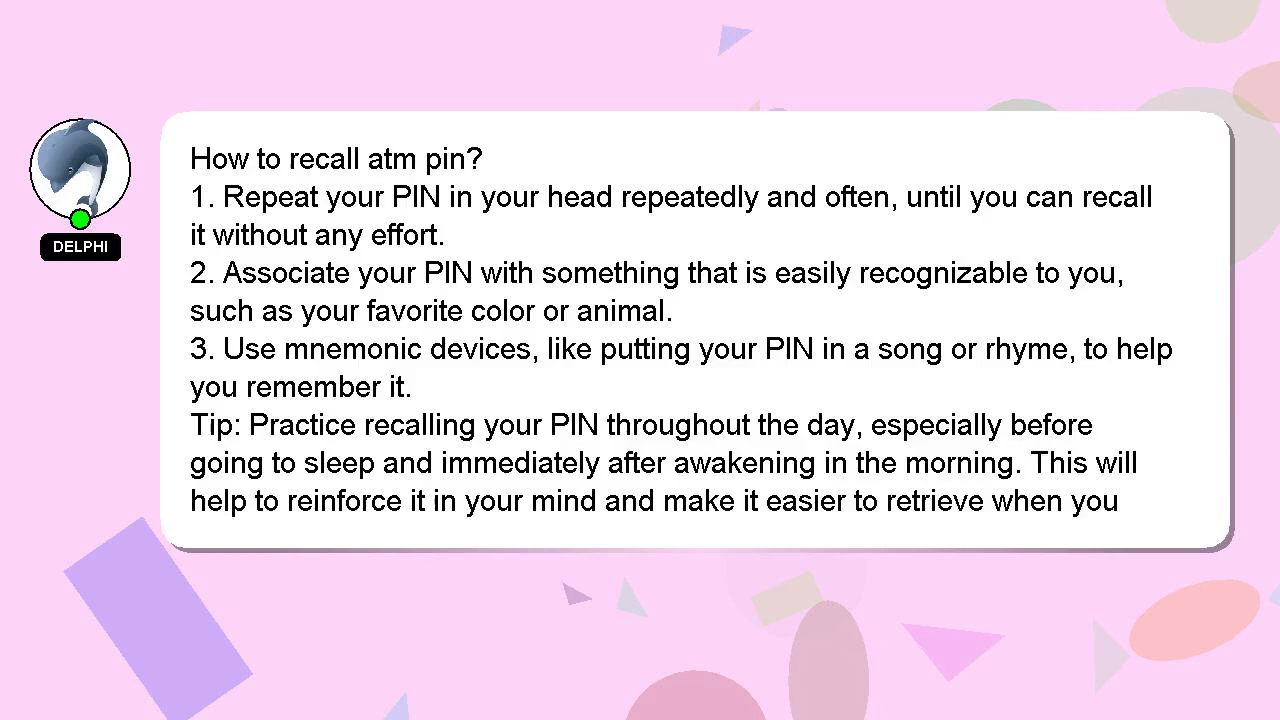 How to recall atm pin?
1. Repeat your PIN in your head repeatedly and often, until you can recall
it without any effort.
2. Associate your PIN with something that is easily recognizable to you,
such as your favorite color or animal.
3. Use mnemonic devices, like putting your PIN in a song or rhyme, to help
you remember it.
Tip: Practice recalling your PIN throughout the day, especially before
going to sleep and immediately after awakening in the morning. This will
help to reinforce it in your mind and make it easier to retrieve when you
DELPHI